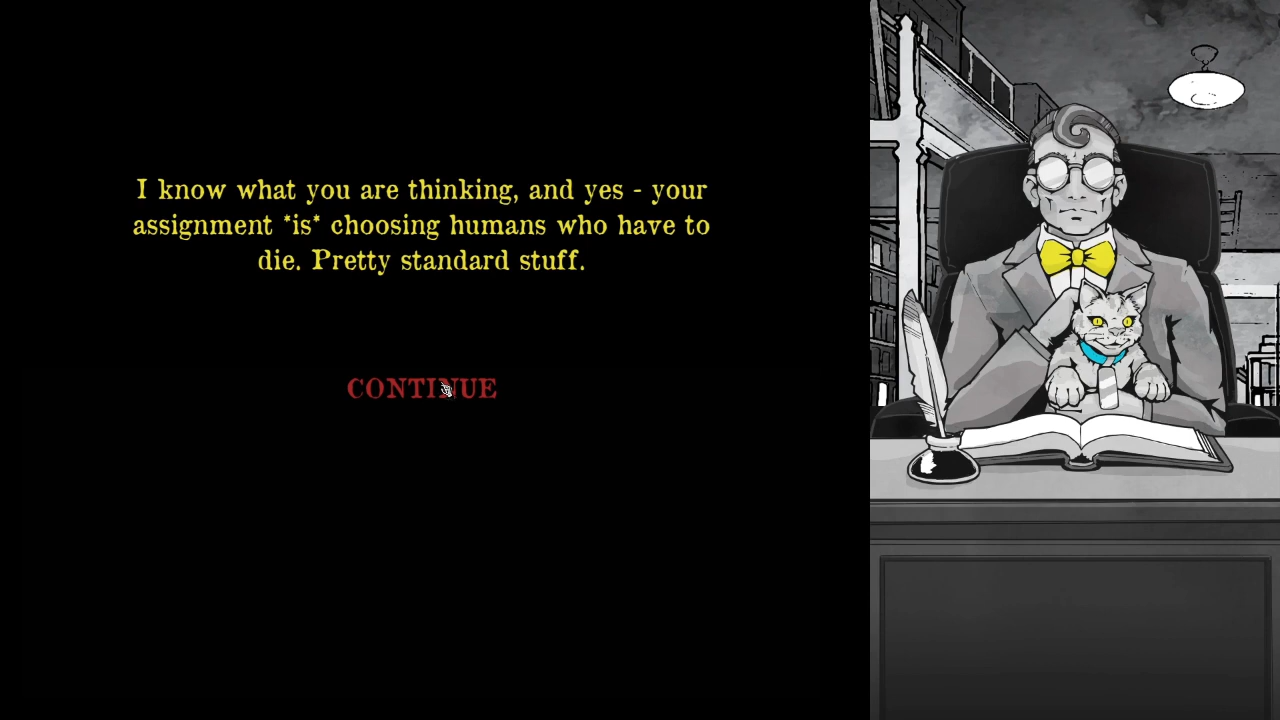 I know what you are thinking, and yes - your
assignment *is* choosing humans who have to
die. Pretty standard stuff.
CONTINUE